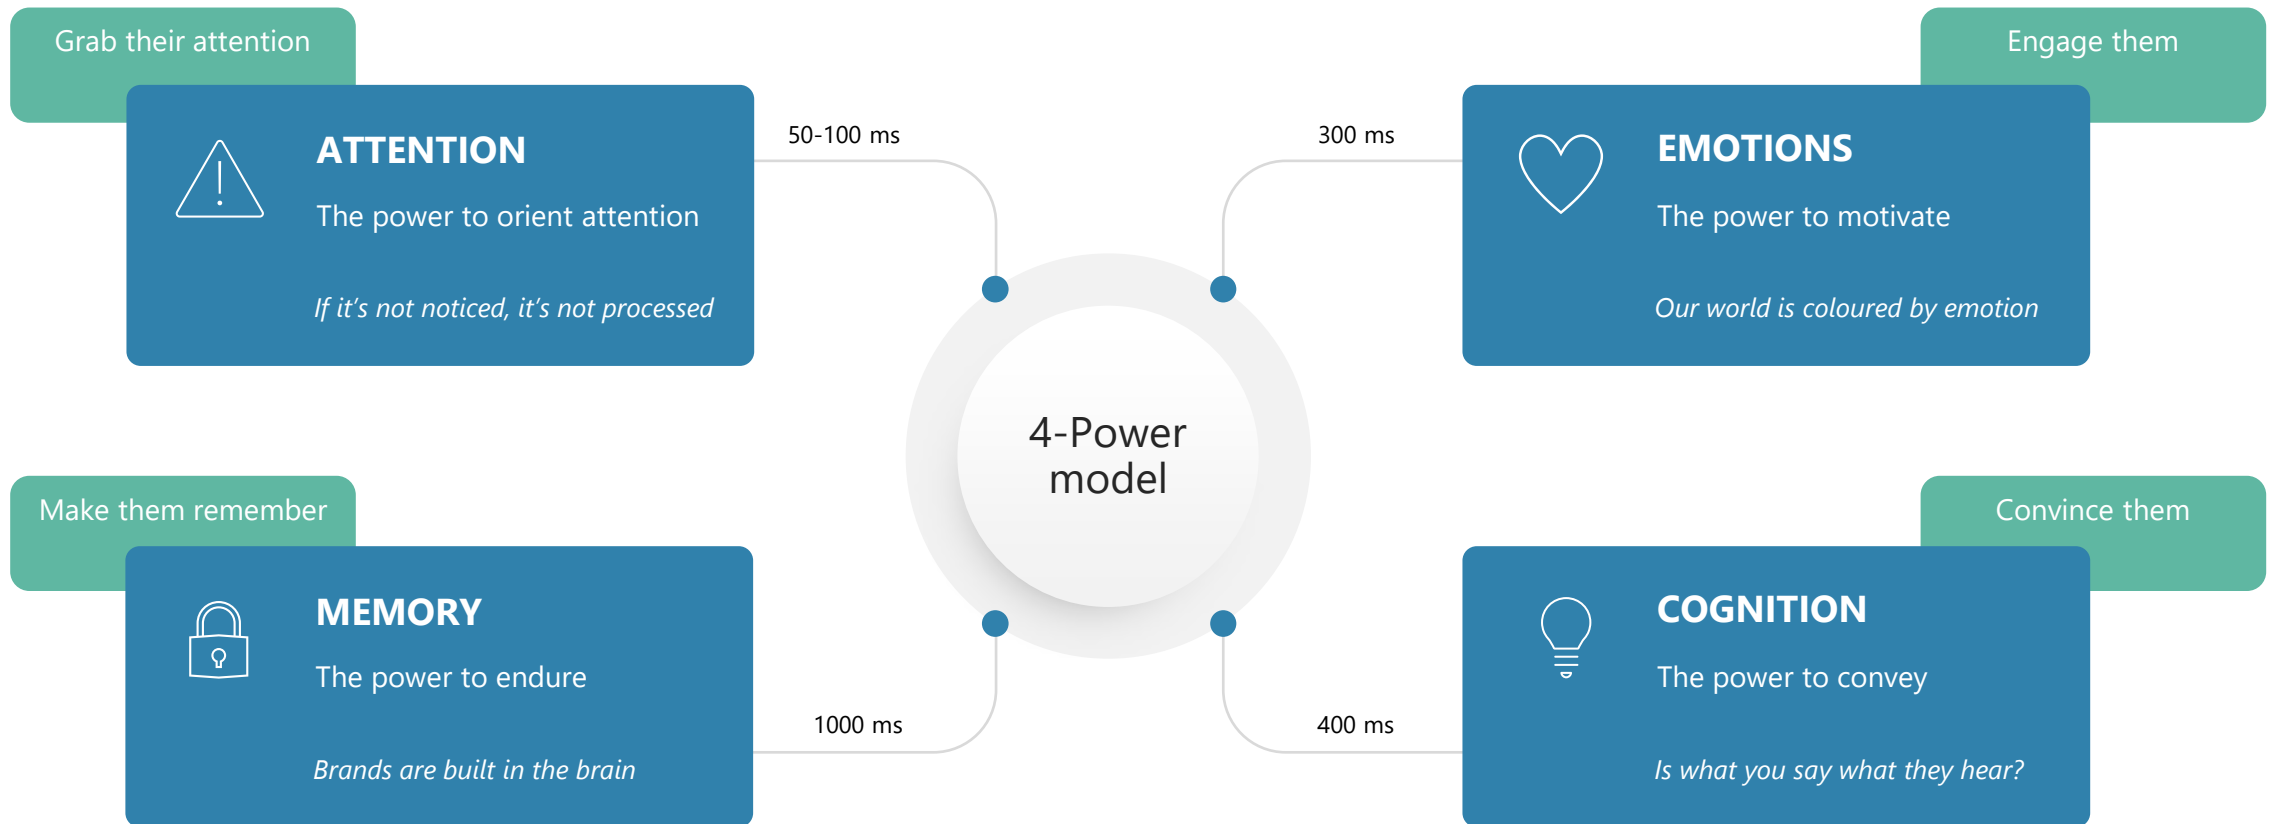 Grab their attention
ATTENTION
The power to orient attention
If it’s not noticed, it’s not processed
50-100 ms
Engage them
300 ms
EMOTIONS
The power to motivate
Our world is coloured by emotion
4-Power
model
Make them remember
MEMORY
The power to endure
Brands are built in the brain
1000 ms
Convince them
400 ms
COGNITION
The power to convey
Is what you say what they hear?